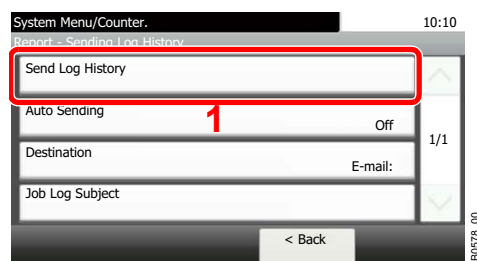 System Menu/Counter.
10:10
Report - Sending Log History
Send Log History
Auto Sending
Off
1
1/1
Destination
E-mail:
Job Log Subject
< Back
B0578_00